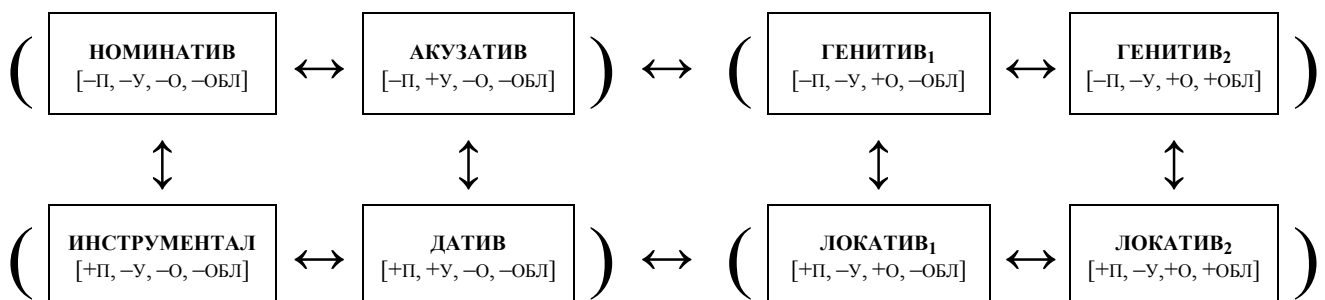 НОМИНАТИВ
[–П, –У, –О, –ОБЛ]
АКУЗАТИВ
[–П, +У, –О, –ОБЛ]
ГЕНИТИВ₁
[–П, –У, +О, –ОБЛ]
ГЕНИТИВ₂
[–П, –У, +О, +ОБЛ]
ИНСТРУМЕНТАЛ
[+П, –У, –О, –ОБЛ]
ДАТИВ
[+П, +У, –О, –ОБЛ]
ЛОКАТИВ₁
[+П, –У, +О, –ОБЛ]
ЛОКАТИВ₂
[+П, –У,+О, +ОБЛ]